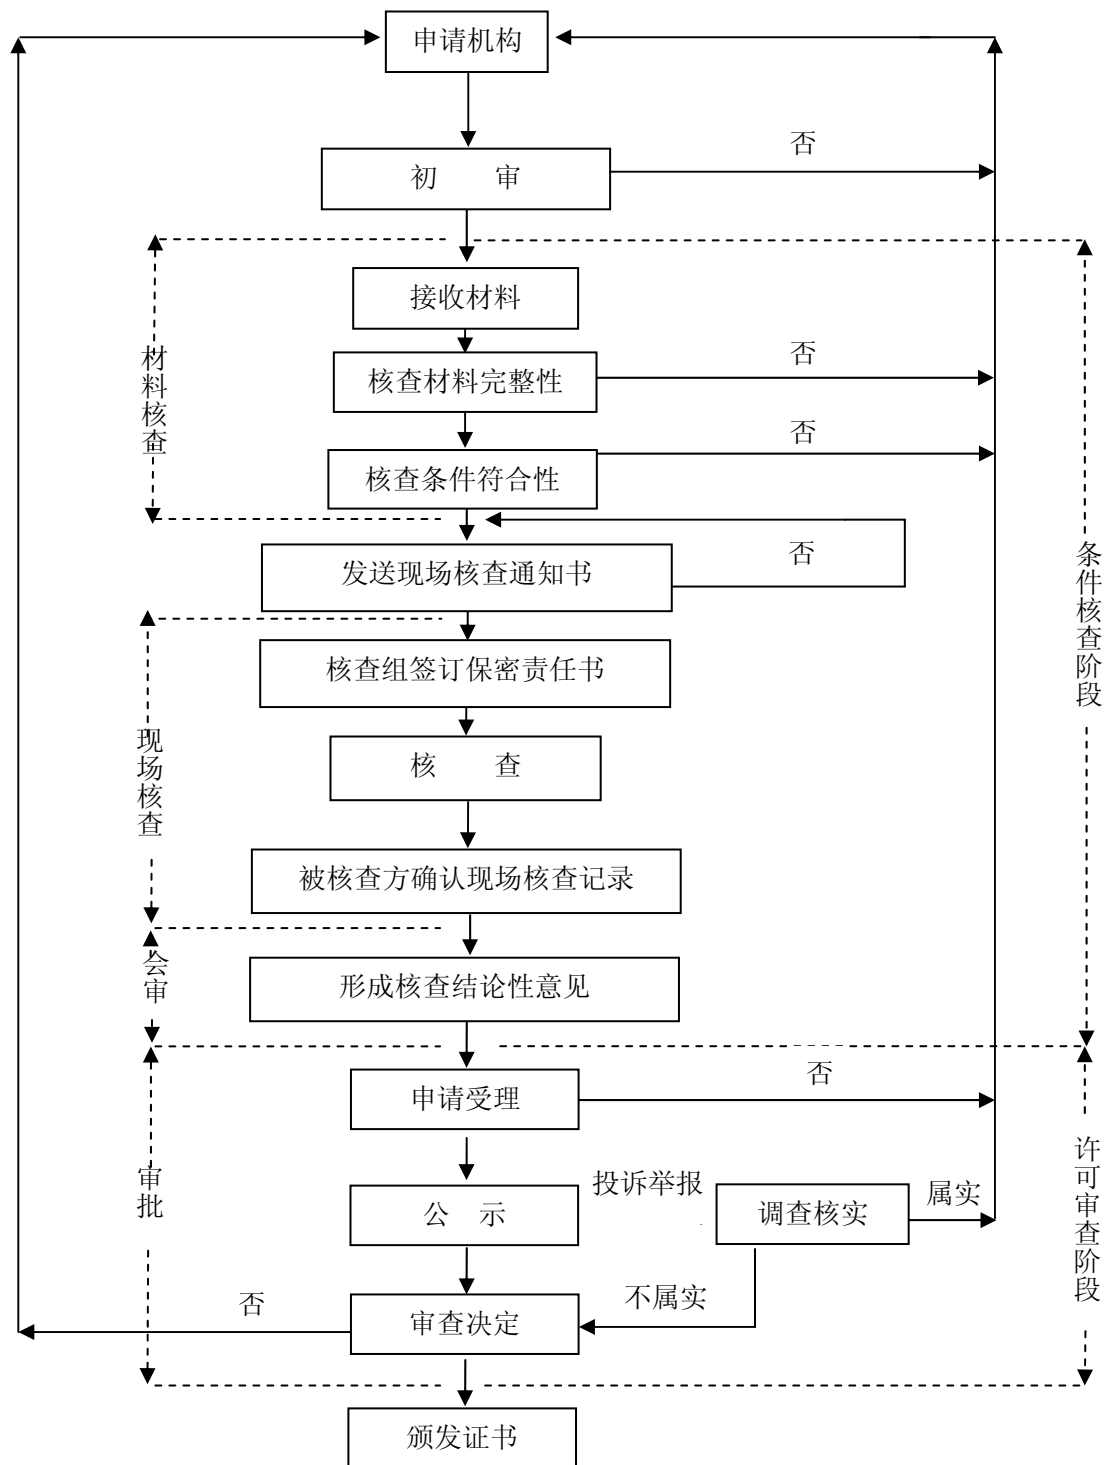 申请机构
否
初 审
接收材料
否
核查材料完整性
材料核查
否
核查条件符合性
否
发送现场核查通知书
条件核查阶段
核查组签订保密责任书
核 查
现场核查
被核查方确认现场核查记录
会审
形成核查结论性意见
否
申请受理
审批
投诉举报
公 示
调查核实
属实
许可审查阶段
不属实
否
审查决定
颁发证书